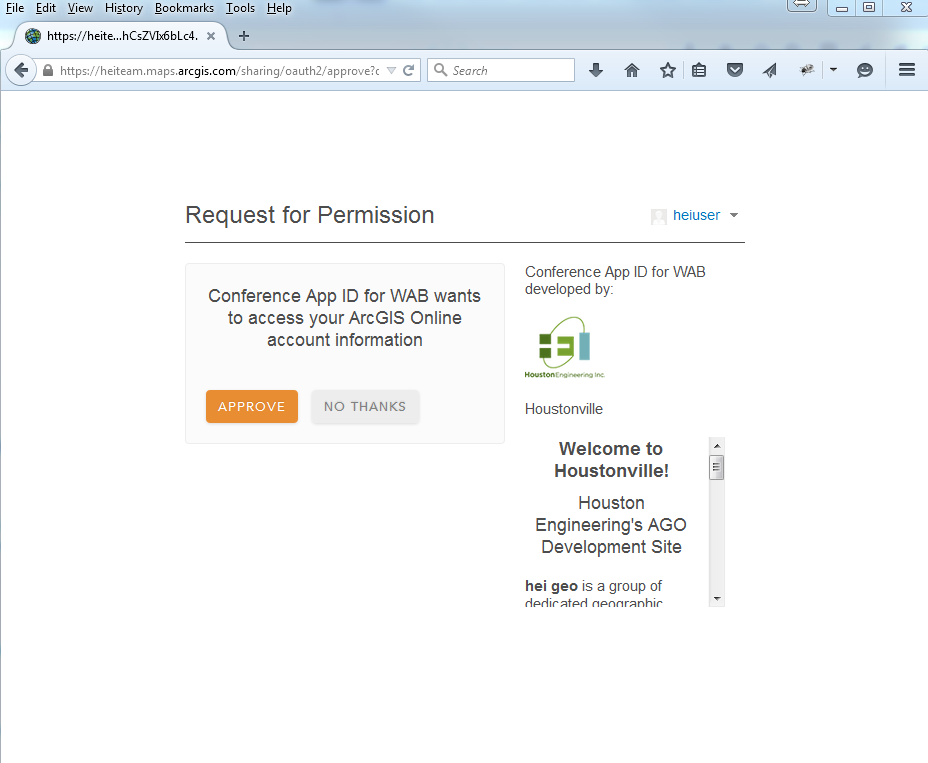 File Edit View History Bookmarks Tools Help
https://heite...hCsZVIx6bLc4.
https://heiteam.maps.arcgis.com/sharing/oauth2/approve?c
Search
Request for Permission
heiuser
Conference App ID for WAB wants
to access your ArcGIS Online
account information
APPROVE
NO THANKS
Conference App ID for WAB
developed by:
HoustonEngineering Inc.
Houstonville
Welcome to
Houstonville!
Houston
Engineering's AGO
Development Site
hei geo is a group of
dedicated geographic